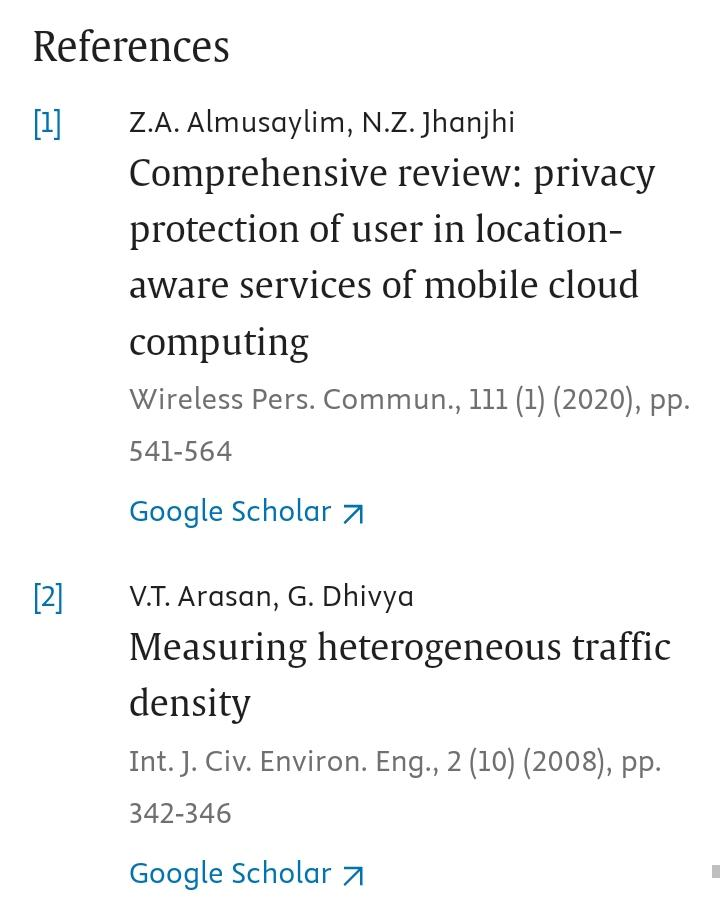 References
[1] Z.A. Almusaylim, N.Z. Jhanjhi
Comprehensive review: privacy
protection of user in location-
aware services of mobile cloud
computing
Wireless Pers. Commun., 111 (1) (2020), pp.
541-564
Google Scholar ↗
[2] V.T. Arasan, G. Dhivya
Measuring heterogeneous traffic
density
Int. J. Civ. Environ. Eng., 2 (10) (2008), pp.
342-346
Google Scholar ↗